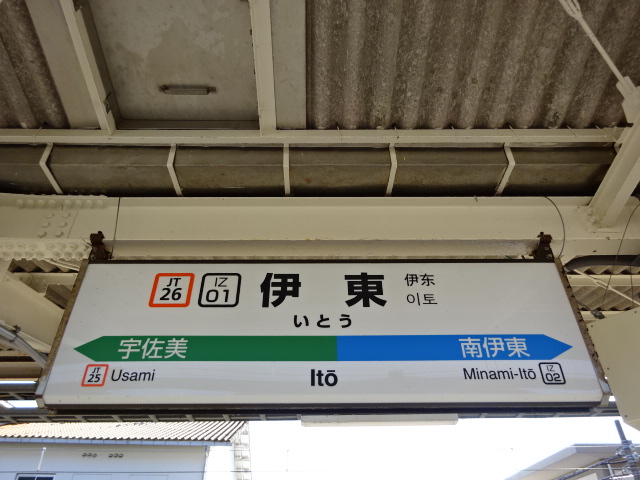 JT 26 IZ 01 伊東 伊东
이토
いとう
宇佐美 南伊東
JT 25 Usami Itō Minami-Itō IZ 02